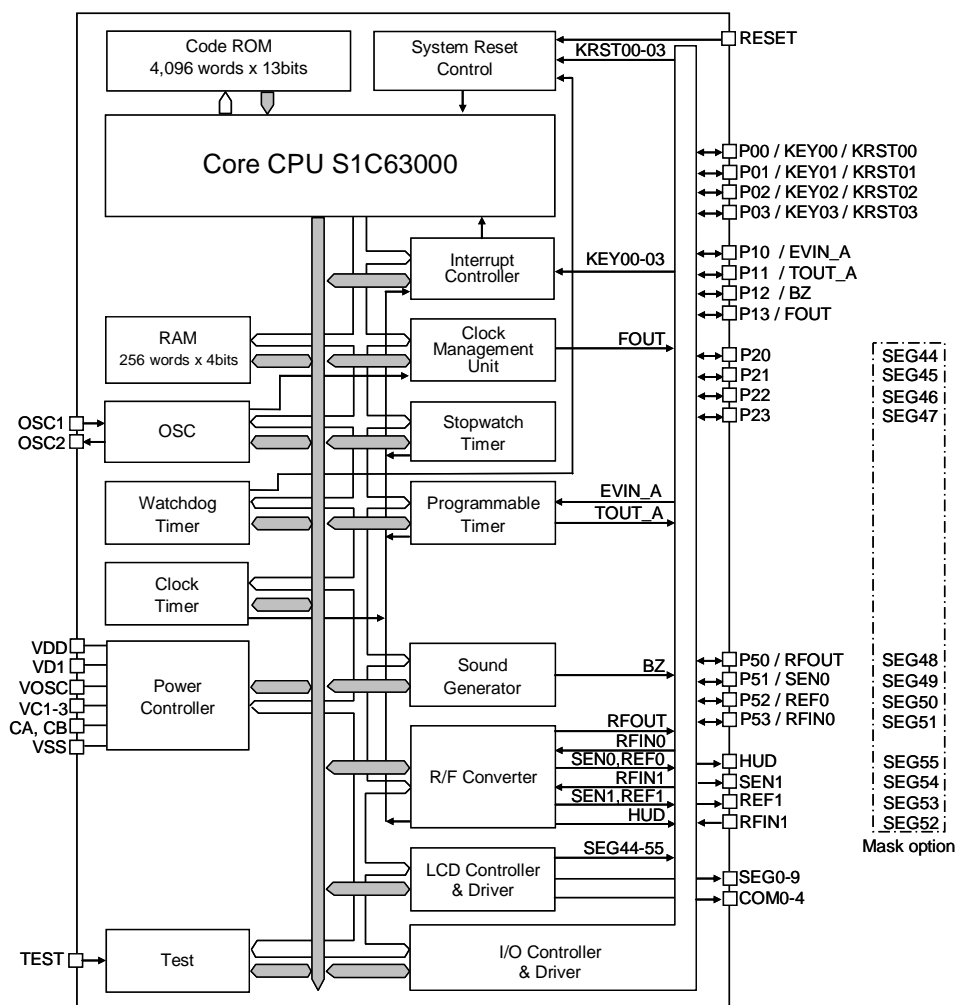 Code ROM
4,096 words x 13bits
System Reset
Control
KRST00-03
RESET
Core CPU S1C63000
P00 / KEY00 / KRST00
P01 / KEY01 / KRST01
P02 / KEY02 / KRST02
P03 / KEY03 / KRST03
Interrupt
Controller
KEY00-03
P10 / EVIN_A
P11 / TOUT_A
P12 / BZ
P13 / FOUT
RAM
256 words x 4bits
Clock
Management
Unit
FOUT
P20
SEG44
P21
SEG45
P22
SEG46
P23
SEG47
OSC1
OSC2
OSC
Stopwatch
Timer
Watchdog
Timer
Programmable
Timer
EVIN_A
TOUT_A
Clock
Timer
VDD
VD1
VOSC
VC1-3
CA, CB
VSS
Power
Controller
Sound
Generator
BZ
P50 / RFOUT
SEG48
P51 / SEN0
SEG49
P52 / REF0
SEG50
P53 / RFIN0
SEG51
R/F Converter
RFOUT
RFIN0
SEN0,REF0
RFIN1
SEN1,REF1
HUD
HUD
SEG55
SEN1
SEG54
REF1
SEG53
RFIN1
SEG52
Mask option
LCD Controller
& Driver
SEG44-55
SEG0-9
COM0-4
TEST
Test
I/O Controller
& Driver